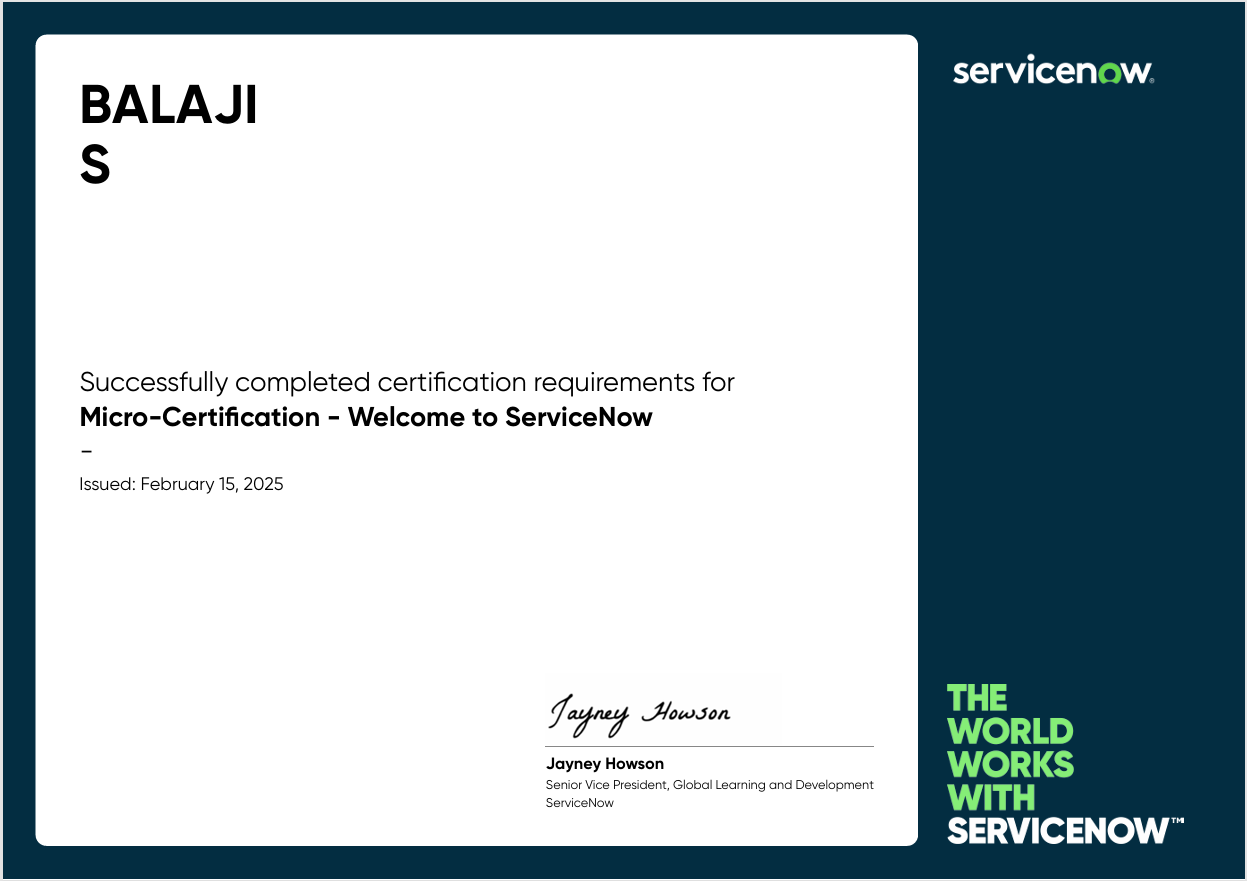 BALAJI
S
servicenow®
Successfully completed certification requirements for
Micro-Certification - Welcome to ServiceNow
–
Issued: February 15, 2025
Jayney Howson
Jayney Howson
Senior Vice President, Global Learning and Development
ServiceNow
THE
WORLD
WORKS
WITH
SERVICENOW™